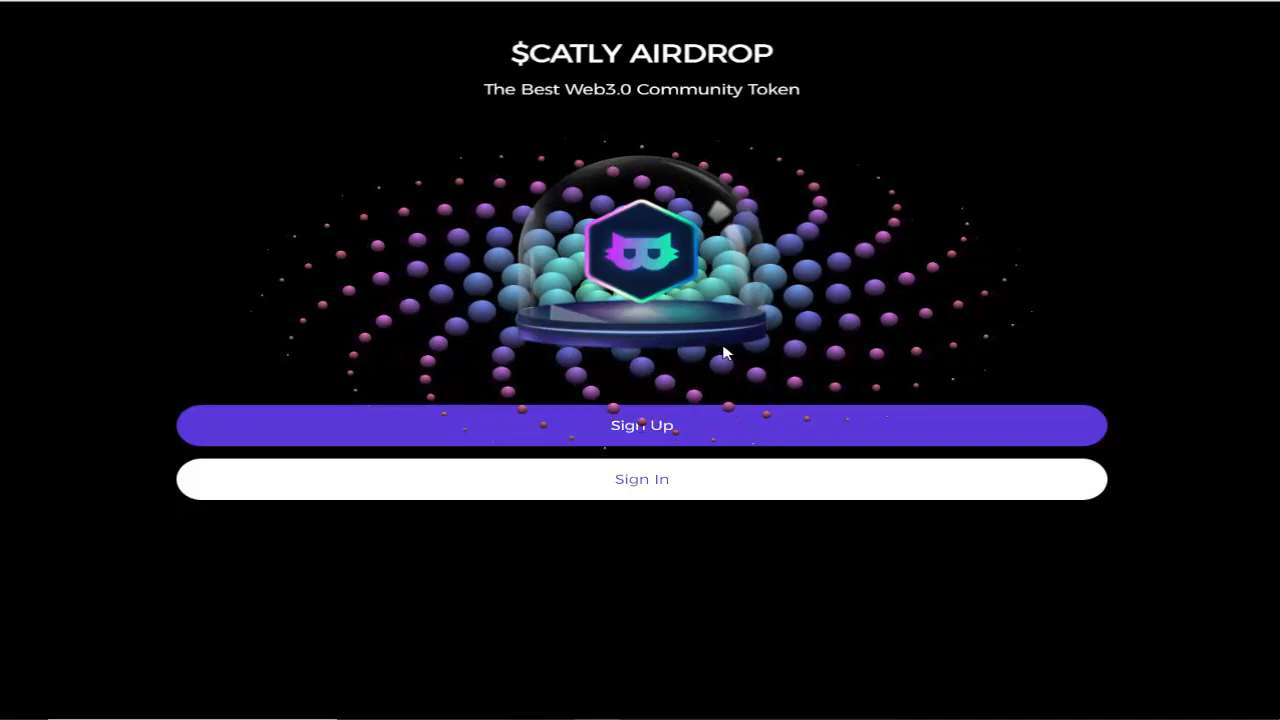 $CATLY AIRDROP
The Best Web3.0 Community Token
Sign Up
Sign In